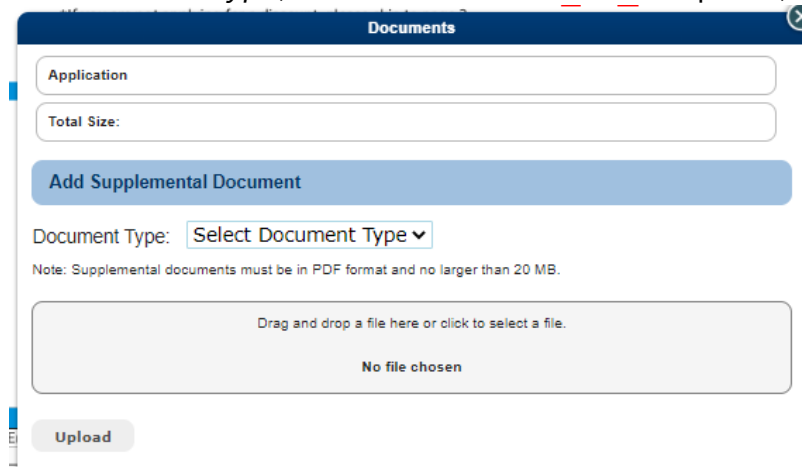 Documents
Application
Total Size:
Add Supplemental Document
Document Type: Select Document Type
Note: Supplemental documents must be in PDF format and no larger than 20 MB.
Drag and drop a file here or click to select a file.
No file chosen
Upload